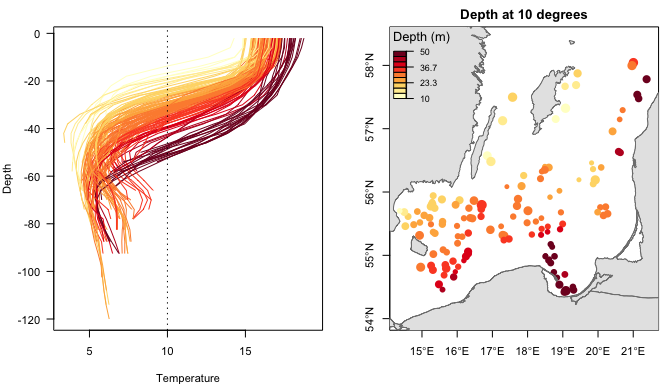 Depth
0
-20
-40
-60
-80
-100
-120
5
10
15
Temperature
Depth at 10 degrees
Depth (m)
50
36.7
23.3
10
58°N
57°N
56°N
55°N
54°N
15°E
16°E
17°E
18°E
19°E
20°E
21°E